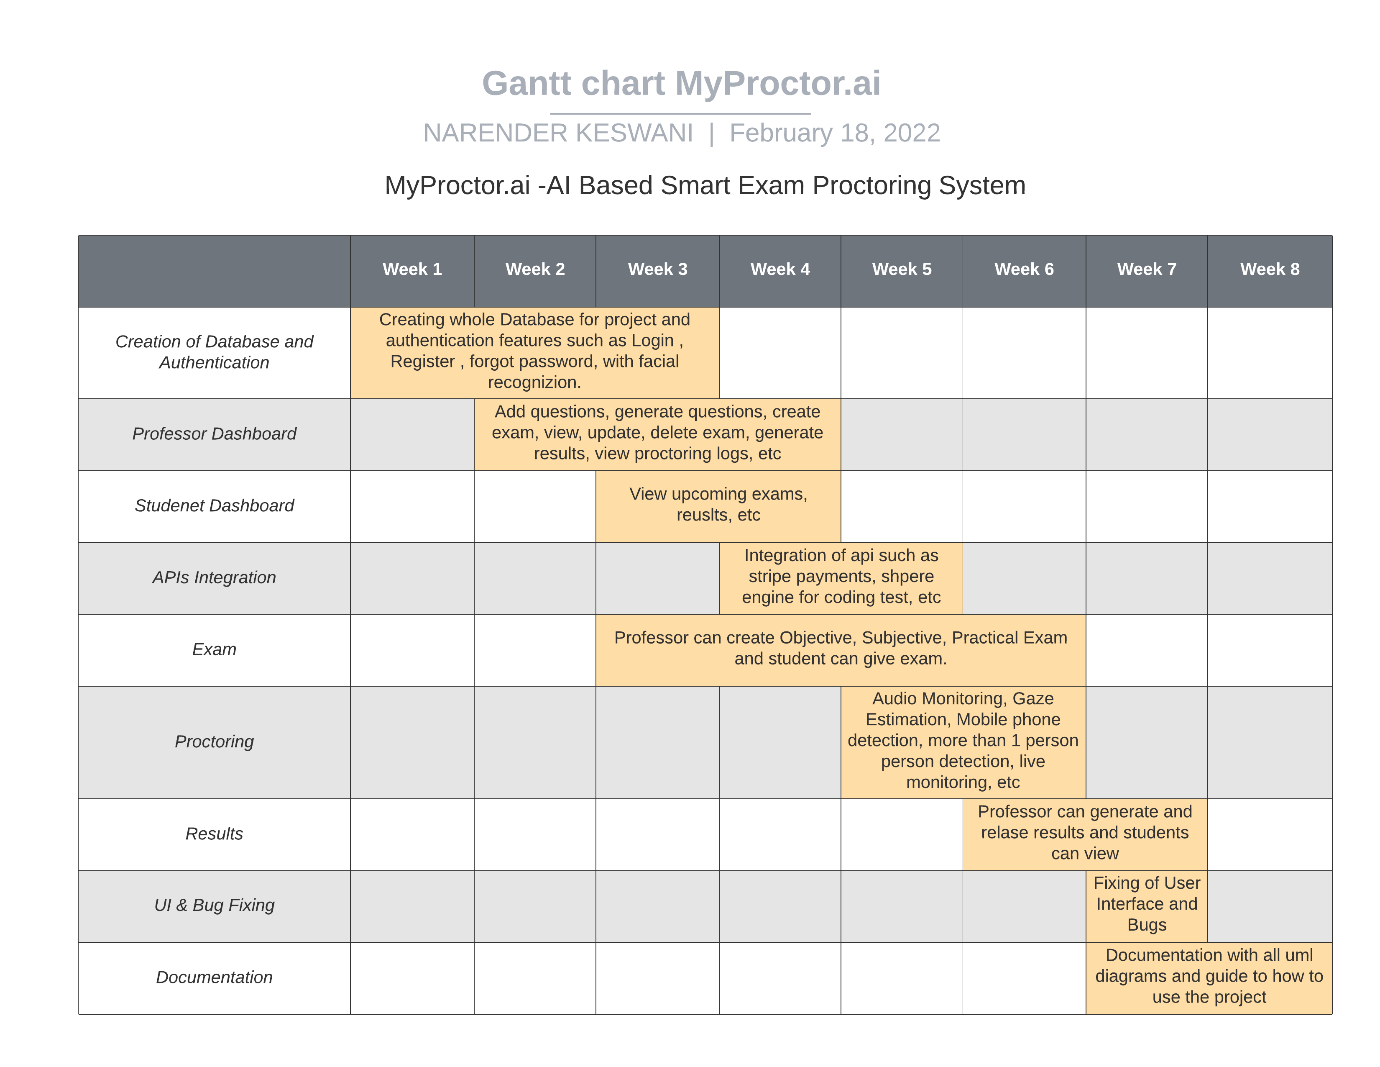 Gantt chart MyProctor.ai
NARENDER KESWANI | February 18, 2022
MyProctor.ai -AI Based Smart Exam Proctoring System
Week 1
Week 2
Week 3
Week 4
Week 5
Week 6
Week 7
Week 8
Creation of Database and
Authentication
Creating whole Database for project and
authentication features such as Login ,
Register , forgot password, with facial
recognizion.
Professor Dashboard
Add questions, generate questions, create
exam, view, update, delete exam, generate
results, view proctoring logs, etc
Studenet Dashboard
View upcoming exams,
reuslts, etc
APIs Integration
Integration of api such as
stripe payments, shpere
engine for coding test, etc
Exam
Professor can create Objective, Subjective, Practical Exam
and student can give exam.
Proctoring
Audio Monitoring, Gaze
Estimation, Mobile phone
detection, more than 1 person
person detection, live
monitoring, etc
Results
Professor can generate and
relase results and students
can view
UI & Bug Fixing
Fixing of User
Interface and
Bugs
Documentation
Documentation with all uml
diagrams and guide to how to
use the project